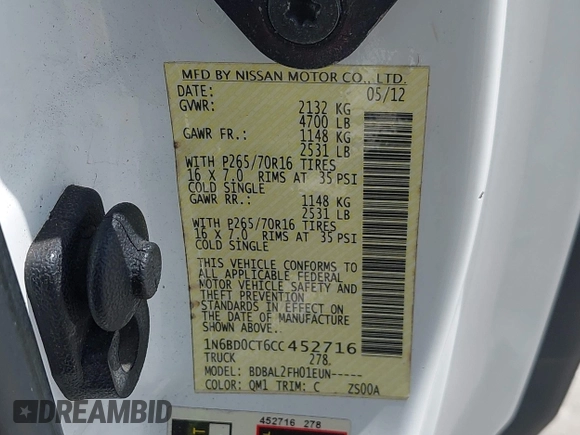 MFD BY NISSAN MOTOR CO., LTD.
DATE: 05/12
GVWR: 2132 KG
4700 LB
GAWR FR.: 1148 KG
2531 LB
WITH P265/70R16 TIRES
16 X 7.0 RIMS AT 35 PSI
COLD SINGLE
GAWR RR.: 1148 KG
2531 LB
WITH P265/70R16 TIRES
16 X 7.0 RIMS AT 35 PSI
COLD SINGLE
THIS VEHICLE CONFORMS TO
ALL APPLICABLE FEDERAL
MOTOR VEHICLE SAFETY AND
THEFT PREVENTION
STANDARDS IN EFFECT ON
THE DATE OF MANUFACTURE
SHOWN ABOVE.
1N6BD0CT6CC452716
TRUCK 278.
MODEL: BDBAL2FH01EUN-----
COLOR: QM1 TRIM: C ZS00A
452716 278
DREAMBID